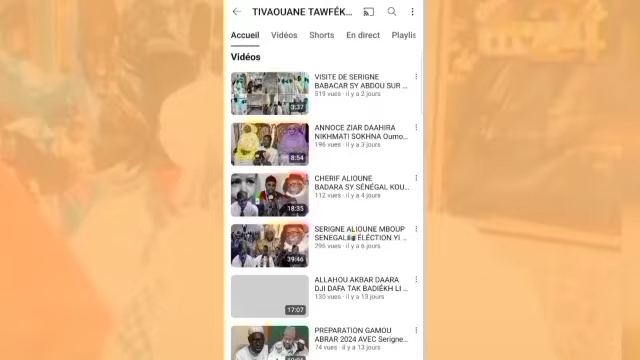 TIVAOUANE TAWFÉK...
Accueil Vidéos Shorts En direct Playlis
Vidéos
VISITE DE SERIGNE
BABACAR SY ABDOU SUR ...
519 vues · il y a 2 jours
3:37
ANNOCE ZIAR DAAHIRA
NIKHMATI SOKHNA Oumo...
196 vues · il y a 3 jours
8:54
CHERIF ALIOUNE
BADARA SY SÉNÉGAL KOU...
112 vues · il y a 4 jours
18:35
SERIGNE ALIOUNE MBOUP
SENEGAL🇸🇳 ÉLÉCTION YI ...
296 vues · il y a 6 jours
39:46
ALLAHOU AKBAR DAARA
DJI DAFA TAK BADIÉKH LI ...
130 vues · il y a 13 jours
17:07
PREPARATION GAMOU
ABRAR 2024 AVEC Serigne...
74 vues · il y a 13 jours